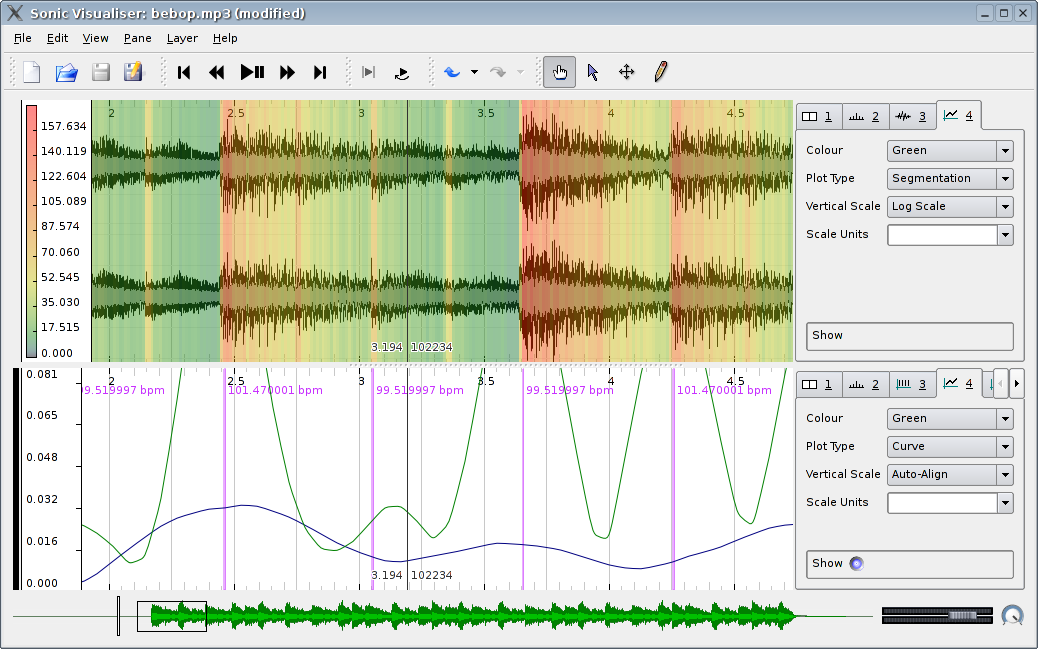 Sonic Visualiser: bebop.mp3 (modified)
File Edit View Pane Layer Help
2 2.5 3 3.5 4 4.5
157.634
140.119
122.604
105.089
87.574
70.060
52.545
35.030
17.515
0.000
3.194 102234
1 2 3 4
Colour Green
Plot Type Segmentation
Vertical Scale Log Scale
Scale Units
Show
0.081
0.065
0.048
0.032
0.016
0.000
2 2.5 3 3.5 4 4.5
99.519997 bpm 101.470001 bpm 99.519997 bpm 99.519997 bpm 101.470001 bpm
3.194 102234
1 2 3 4
Colour Green
Plot Type Curve
Vertical Scale Auto-Align
Scale Units
Show